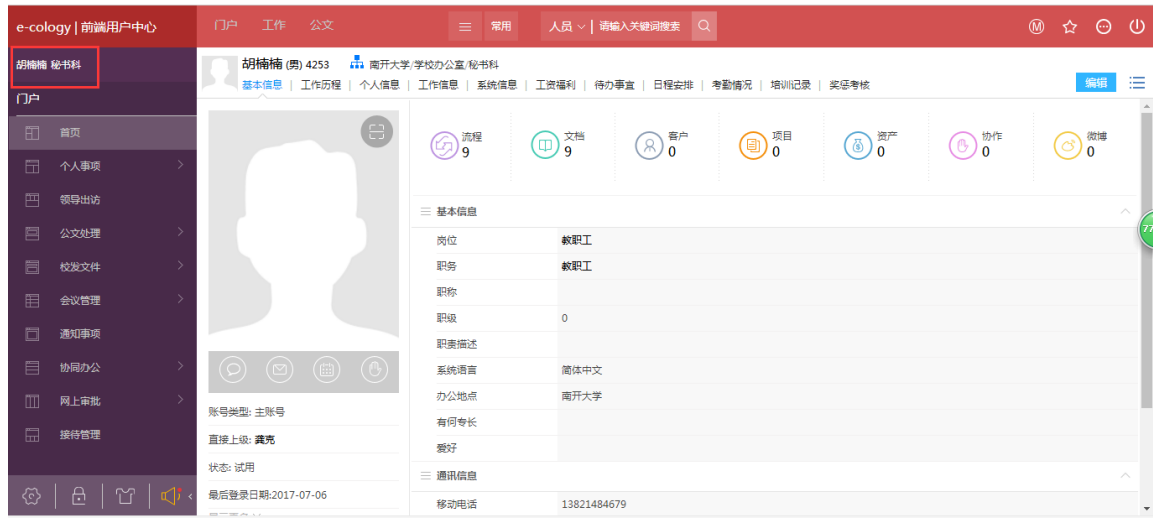 e-cology | 前端用户中心 门户 工作 公文 常用 人员 请输入关键词搜索
胡楠楠 秘书科
胡楠楠 (男) 4253 南开大学/学校办公室/秘书科
基本信息 | 工作历程 | 个人信息 | 工作信息 | 系统信息 | 工资福利 | 待办事宜 | 日程安排 | 考勤情况 | 培训记录 | 奖惩考核 编辑
门户
首页
个人事项
领导出访
公文处理
校发文件
会议管理
通知事项
协同办公
网上审批
接待管理
账号类型: 主账号
直接上级: 龚克
状态: 试用
最后登录日期:2017-07-06
流程 9
文档 9
客户 0
项目 0
资产 0
协作 0
微博 0
77
基本信息
岗位 教职工
职务 教职工
职称
职级 0
职责描述
系统语言 简体中文
办公地点 南开大学
有何专长
爱好
通讯信息
移动电话 13821484679